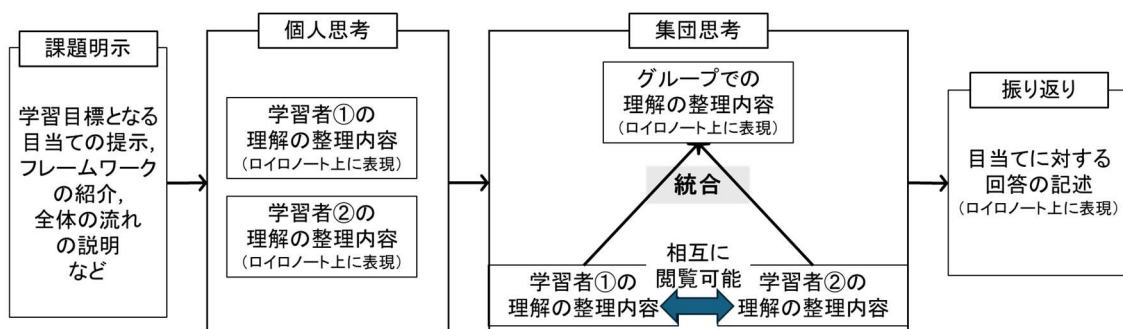 課題明示
学習目標となる
目当ての提示,
フレームワーク
の紹介,
全体の流れ
の説明
など
個人思考
学習者①の
理解の整理内容
(ロイロノート上に表現)
学習者②の
理解の整理内容
(ロイロノート上に表現)
集団思考
グループでの
理解の整理内容
(ロイロノート上に表現)
統合
相互に
閲覧可能
学習者①の
理解の整理内容
学習者②の
理解の整理内容
振り返り
目当てに対する
回答の記述
(ロイロノート上に表現)